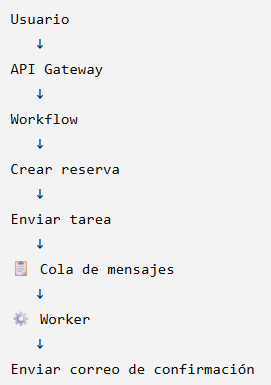 Usuario
↓
API Gateway
↓
Workflow
↓
Crear reserva
↓
Enviar tarea
↓
📋 Cola de mensajes
↓
⚙️ Worker
↓
Enviar correo de confirmación